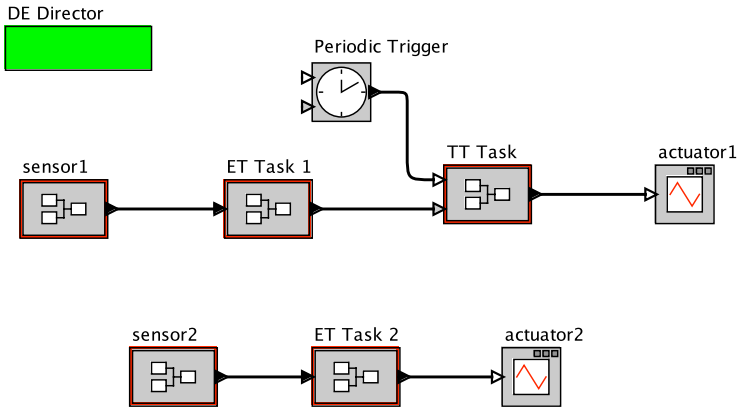 DE Director
Periodic Trigger
sensor1
ET Task 1
TT Task
actuator1
sensor2
ET Task 2
actuator2